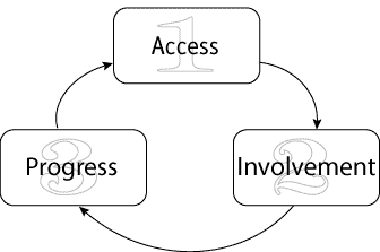 1
Access
2
Involvement
3
Progress